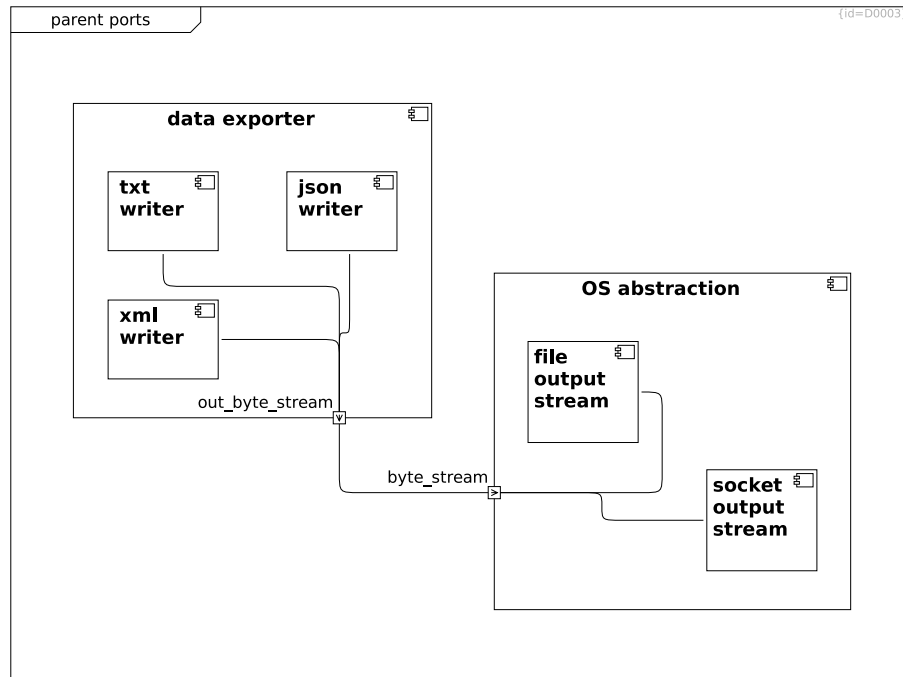 parent ports
{id=D0003
data exporter
txt
writer
json
writer
xml
writer
out_byte_stream
OS abstraction
file
output
stream
byte_stream
socket
output
stream